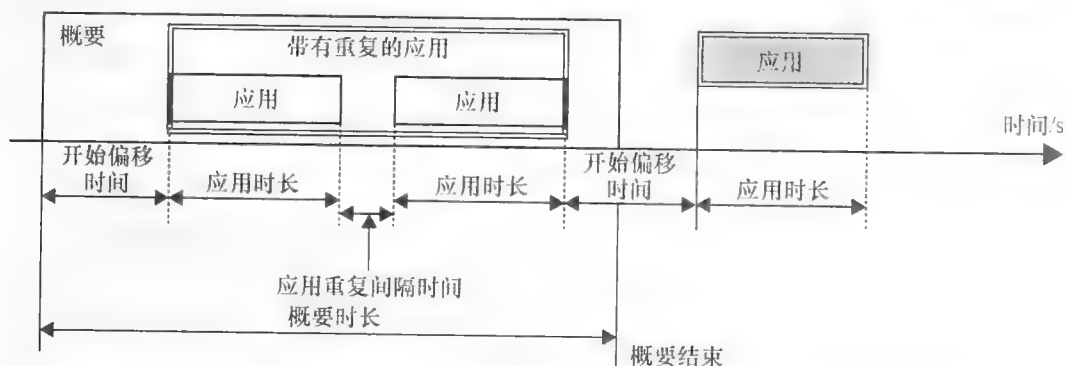 概要
带有重复的应用
应用
应用
应用
时间/s
开始偏移
时间
应用时长
应用时长
开始偏移
时间
应用时长
应用重复间隔时间
概要时长
概要结束